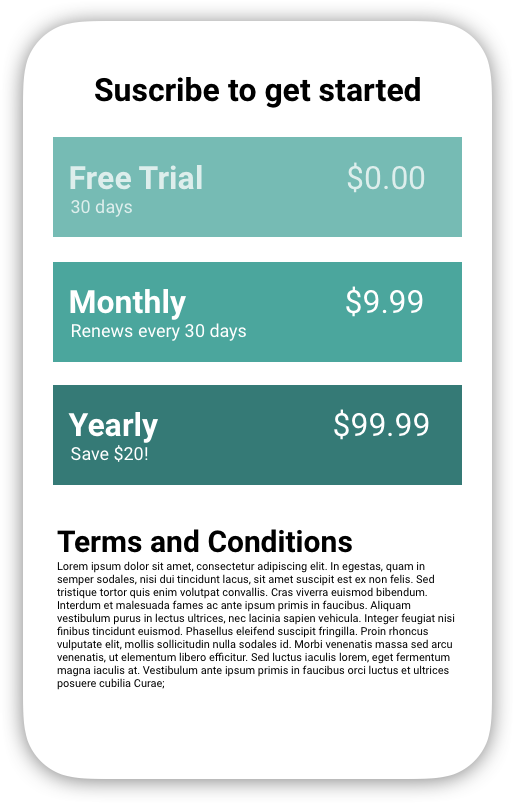 Suscribe to get started
Free Trial $0.00
30 days
Monthly $9.99
Renews every 30 days
Yearly $99.99
Save $20!
Terms and Conditions
Lorem ipsum dolor sit amet, consectetur adipiscing elit. In egestas, quam in
semper sodales, nisi dui tincidunt lacus, sit amet suscipit est ex non felis. Sed
tristique tortor quis enim volutpat convallis. Cras viverra euismod bibendum.
Interdum et malesuada fames ac ante ipsum primis in faucibus. Aliquam
vestibulum purus in lectus ultrices, nec lacinia sapien vehicula. Integer feugiat nisi
finibus tincidunt euismod. Phasellus eleifend suscipit fringilla. Proin rhoncus
vulputate elit, mollis sollicitudin nulla sodales id. Morbi venenatis massa sed arcu
venenatis, ut elementum libero efficitur. Sed luctus iaculis lorem, eget fermentum
magna iaculis at. Vestibulum ante ipsum primis in faucibus orci luctus et ultrices
posuere cubilia Curae;